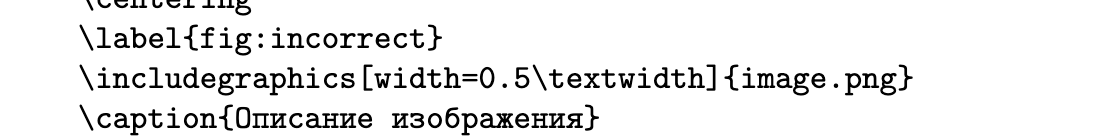 \centering
\label{fig:incorrect}
\includegraphics[width=0.5\textwidth]{image.png}
\caption{Описание изображения}